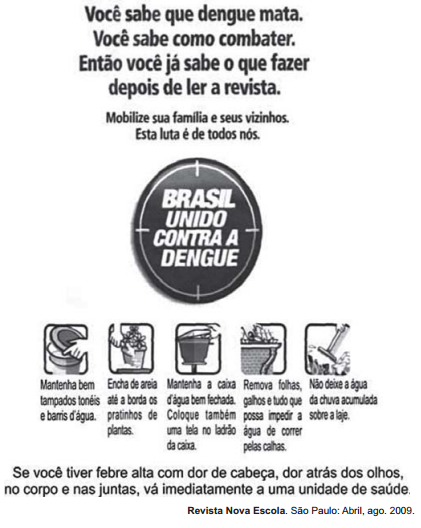 Você sabe que dengue mata.
Você sabe como combater.
Então você já sabe o que fazer
depois de ler a revista.
Mobilize sua família e seus vizinhos.
Esta luta é de todos nós.
BRASIL
UNIDO
CONTRA A
DENGUE
Mantenha bem
tampados tonéis
e barris d'água.
Encha de areia
até a borda os
pratinhos de
plantas.
Mantenha a caixa
d'água bem fechada.
Coloque também
uma tela no ladrão
da caixa.
Remova folhas,
galhos e tudo que
possa impedir a
água de correr
pelas calhas.
Não deixe a água
da chuva acumulada
sobre a laje.
Se você tiver febre alta com dor de cabeça, dor atrás dos olhos,
no corpo e nas juntas, vá imediatamente a uma unidade de saúde.
Revista Nova Escola. São Paulo: Abril, ago. 2009.